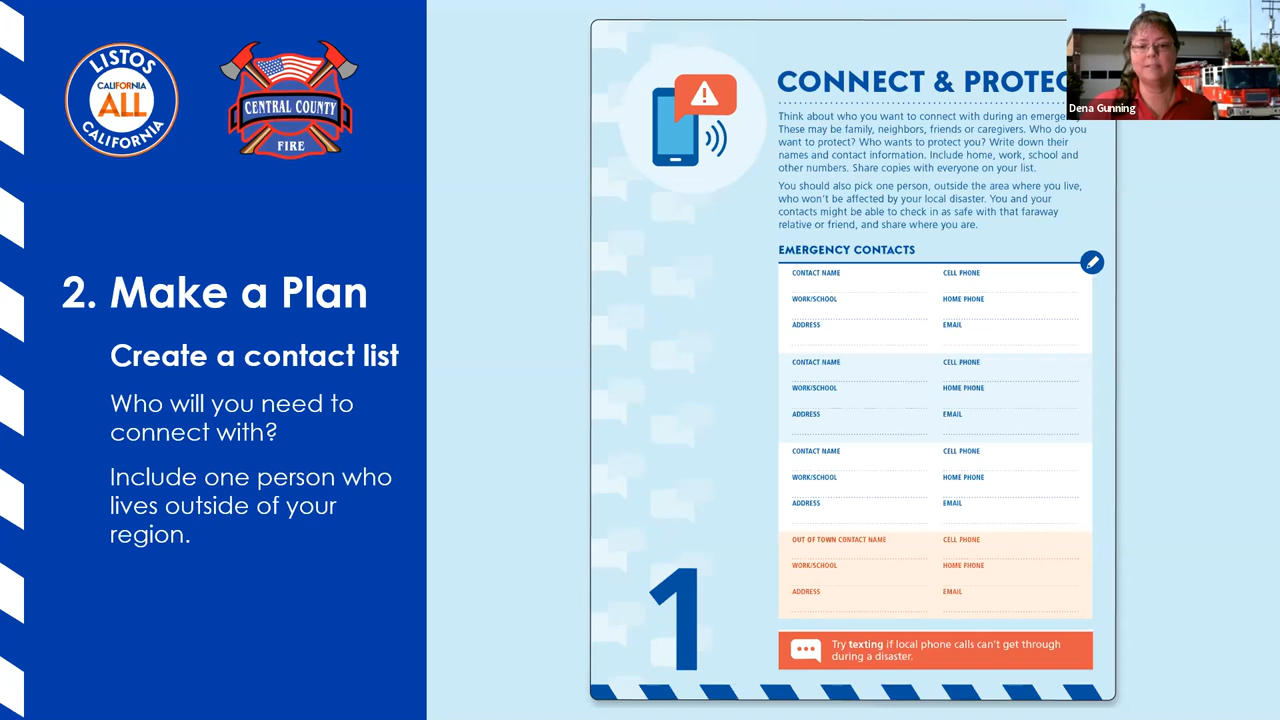 LISTOS
CALIFORNIA
ALL
CALIFORNIA
CENTRAL COUNTY
FIRE
2. Make a Plan
Create a contact list
Who will you need to
connect with?
Include one person who
lives outside of your
region.
CONNECT & PROTEC
Think about who you want to connect with during an emergency.
These may be family, neighbors, friends or caregivers. Who do you
want to protect? Who wants to protect you? Write down their
names and contact information. Include home, work, school and
other numbers. Share copies with everyone on your list.
You should also pick one person, outside the area where you live,
who won't be affected by your local disaster. You and your
contacts might be able to check in as safe with that faraway
relative or friend, and share where you are.
EMERGENCY CONTACTS
CONTACT NAME CELL PHONE
WORK/SCHOOL HOME PHONE
ADDRESS EMAIL
CONTACT NAME CELL PHONE
WORK/SCHOOL HOME PHONE
ADDRESS EMAIL
CONTACT NAME CELL PHONE
WORK/SCHOOL HOME PHONE
ADDRESS EMAIL
OUT OF TOWN CONTACT NAME CELL PHONE
WORK/SCHOOL HOME PHONE
ADDRESS EMAIL
Try texting if local phone calls can't get through
during a disaster.
1
Dena Gunning